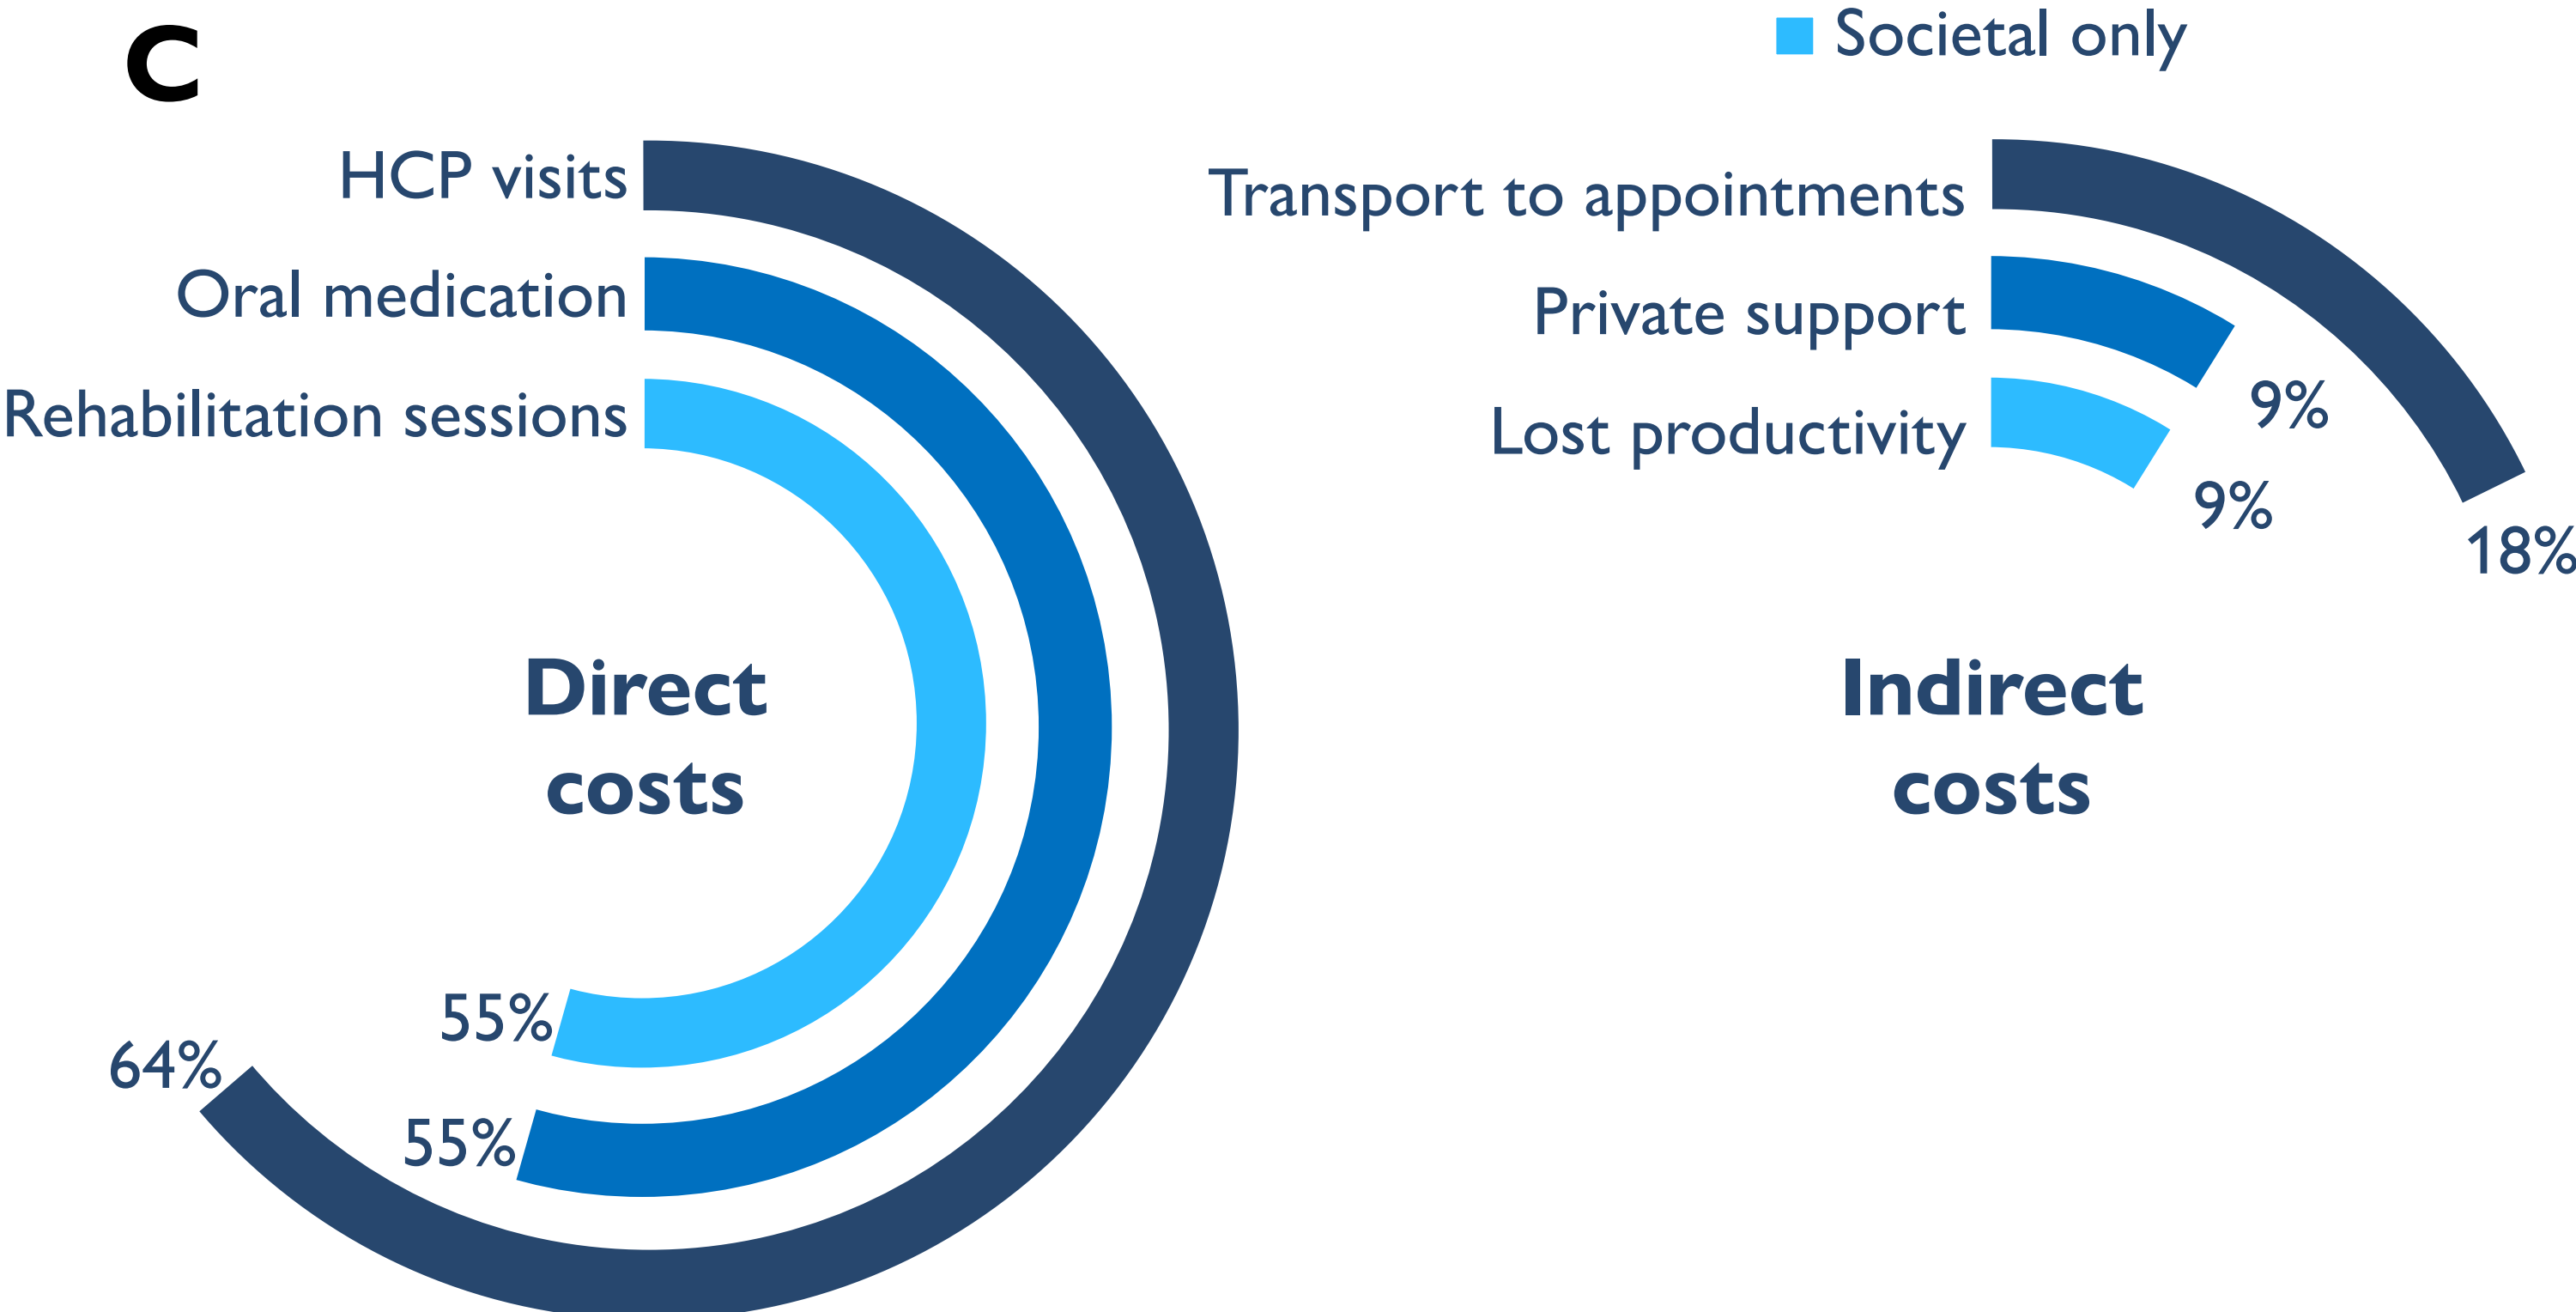 C
Societal only
HCP visits
Oral medication
Rehabilitation sessions
Direct
costs
55%
64%
55%
Transport to appointments
Private support
Lost productivity
9%
9%
18%
Indirect
costs